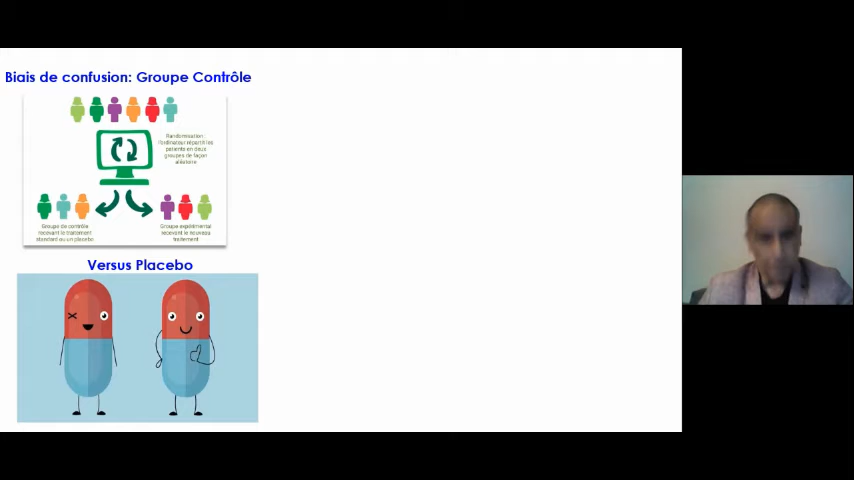 Biais de confusion: Groupe Contrôle
Randomisation:
l'ordinateur répartit les
patients en deux
groupes de façon
aléatoire
Groupe de contrôle
recevant le traitement
standard ou un placebo
Groupe expérimental
recevant le nouveau
traitement
Versus Placebo